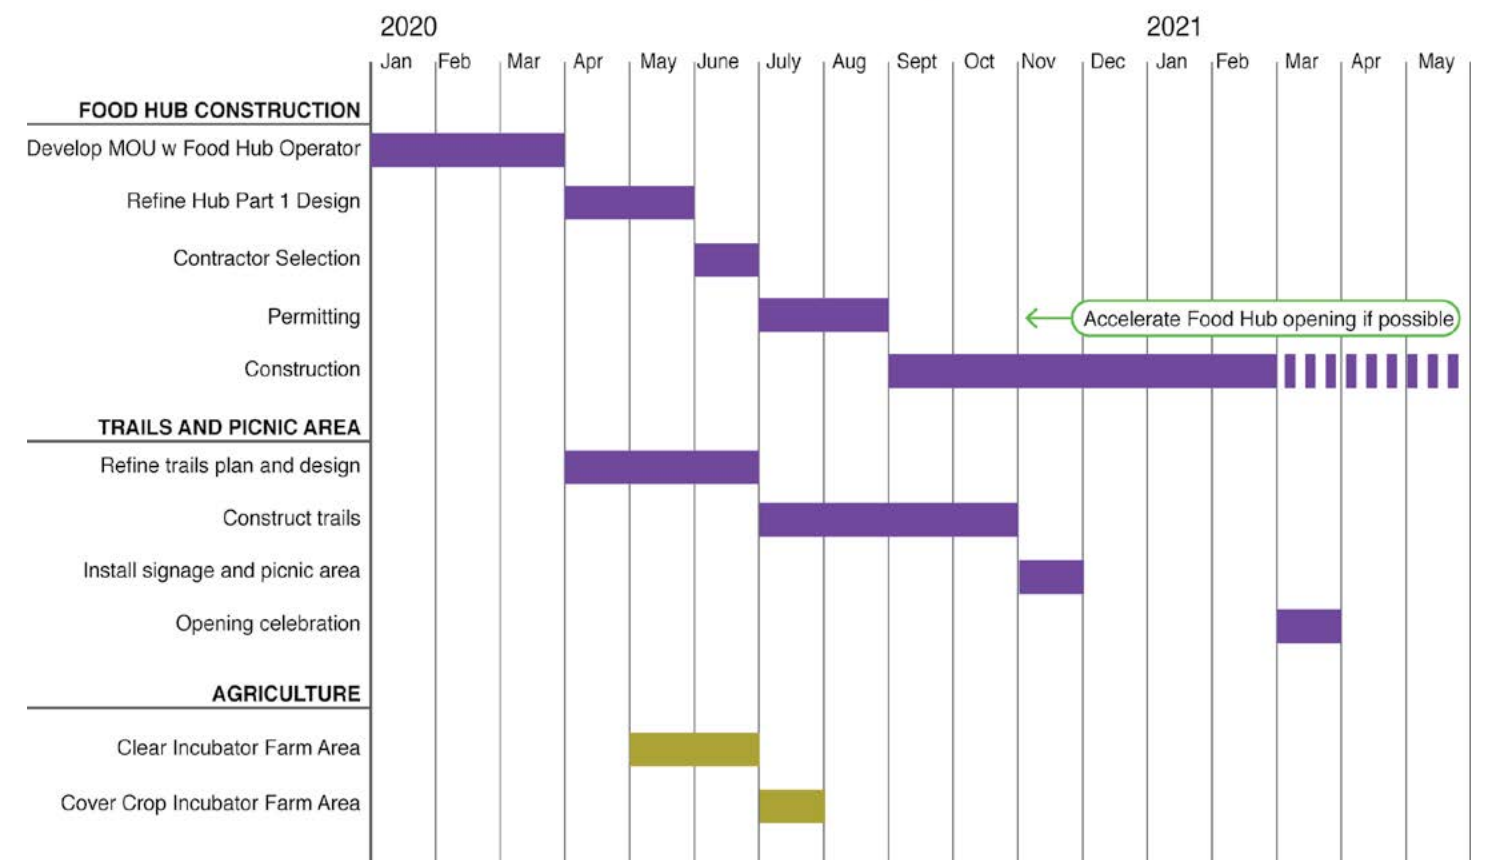 2020 2021
Jan Feb Mar Apr May June July Aug Sept Oct Nov Dec Jan Feb Mar Apr May
FOOD HUB CONSTRUCTION
Develop MOU w Food Hub Operator
Refine Hub Part 1 Design
Contractor Selection
Permitting
Accelerate Food Hub opening if possible
Construction
TRAILS AND PICNIC AREA
Refine trails plan and design
Construct trails
Install signage and picnic area
Opening celebration
AGRICULTURE
Clear Incubator Farm Area
Cover Crop Incubator Farm Area